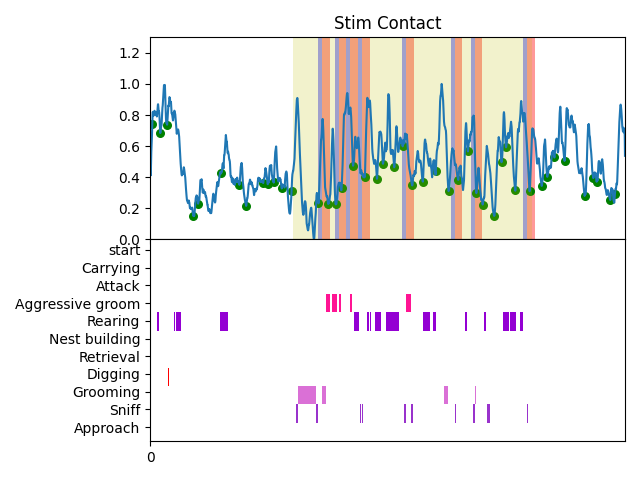 Stim Contact
1.2
1.0
0.8
0.6
0.4
0.2
0.0
start
Carrying
Attack
Aggressive groom
Rearing
Nest building
Retrieval
Digging
Grooming
Sniff
Approach
0